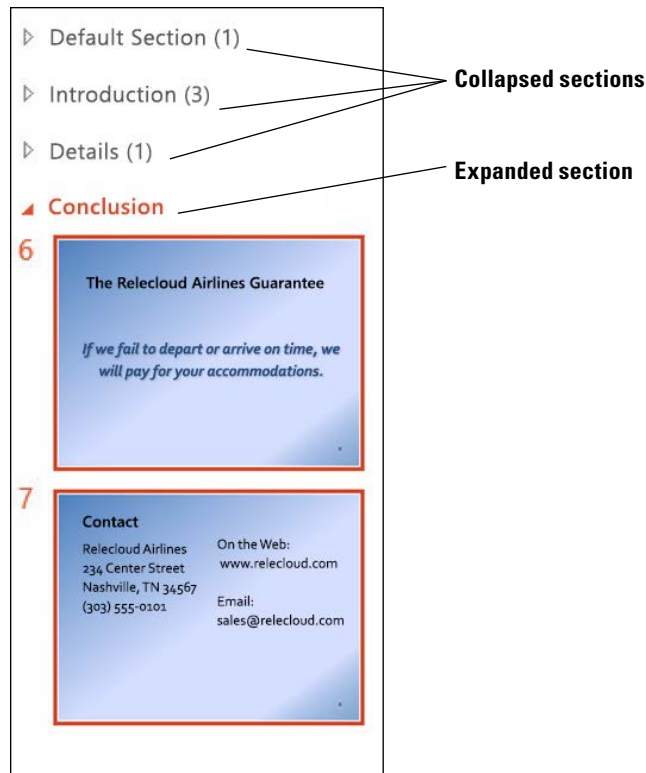 Default Section (1)
Introduction (3)
Details (1)
Conclusion
Collapsed sections
Expanded section
6
The Relecloud Airlines Guarantee
If we fail to depart or arrive on time, we
will pay for your accommodations.
7
Contact
Relecloud Airlines
234 Center Street
Nashville, TN 34567
(303) 555-0101
On the Web:
www.relecloud.com
Email:
sales@relecloud.com